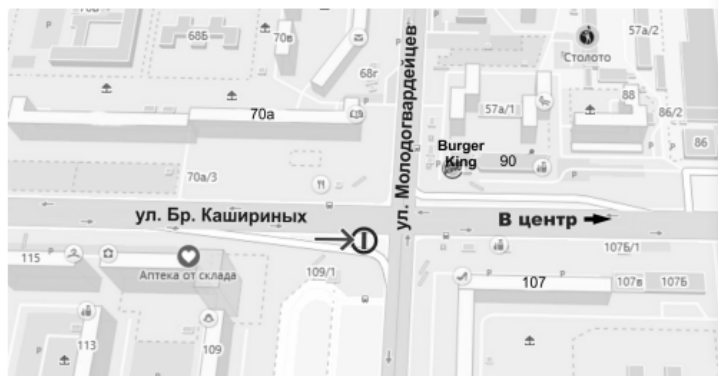 68Б
70в
68г
ул. Молодогвардейцев
Столото
57а/2
70а
57а/1
88
86/2
Burger
King
90
86
70а/3
ул. Бр. Кашириных
В центр
115
Аптека от склада
109/1
107Б/1
107
107в
107Б
113
109